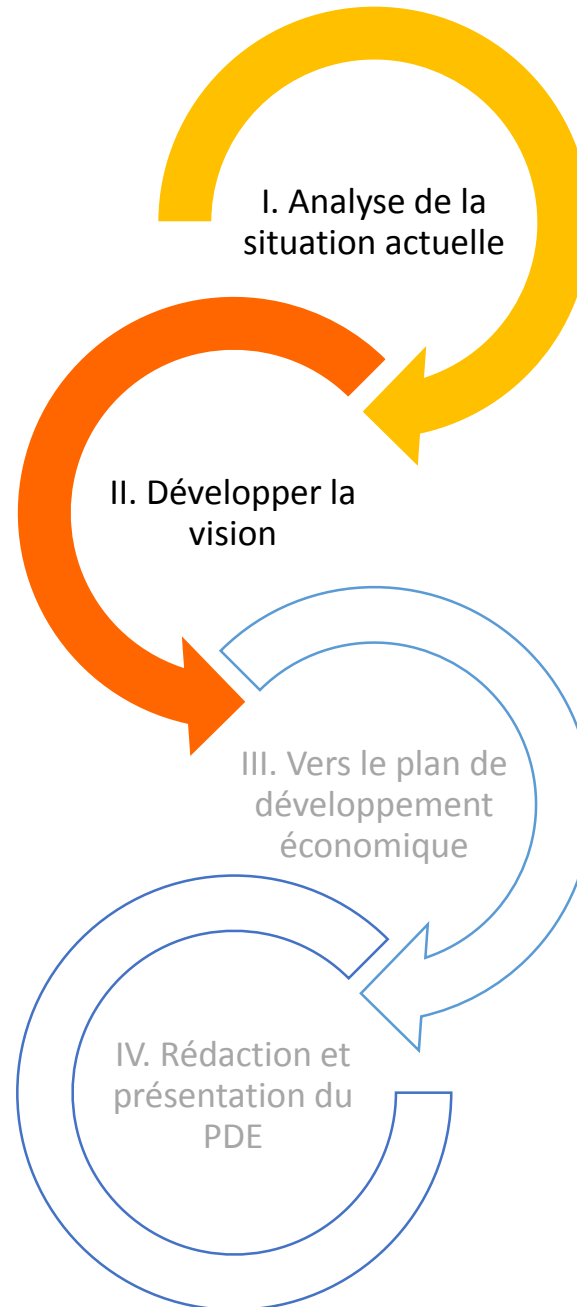 I. Analyse de la
situation actuelle
II. Développer la
vision
III. Vers le plan de
développement
économique
IV. Rédaction et
présentation du
PDE